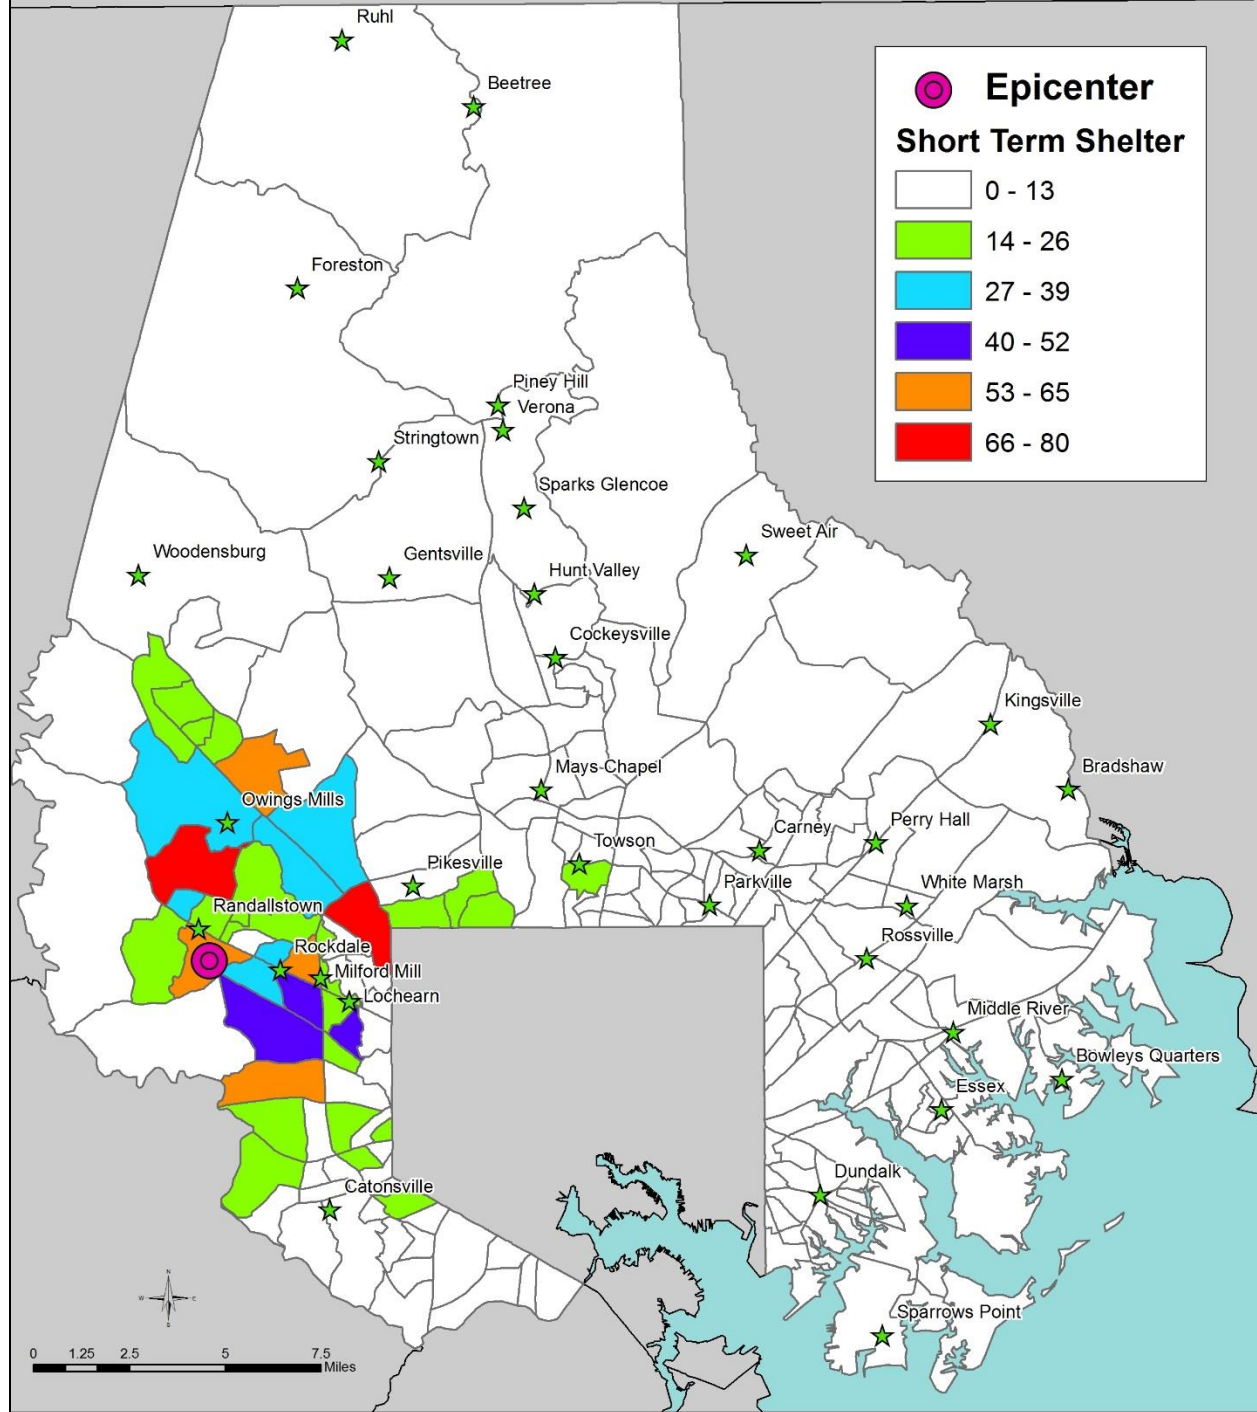 Ruhl
Beetree
Epicenter
Short Term Shelter
0 - 13
14 - 26
27 - 39
40 - 52
53 - 65
66 - 80
Foreston
Piney Hill
Verona
Stringtown
Sparks Glencoe
Sweet Air
Woodensburg
Gentsville
Hunt Valley
Cockeysville
Kingsville
Mays Chapel
Bradshaw
Owings Mills
Carney
Perry Hall
Towson
Pikesville
Parkville
White Marsh
Randallstown
Rockdale
Rossville
Milford Mill
Lochearn
Middle River
Bowleys Quarters
Essex
Dundalk
Catonsville
N
W E
S
Sparrows Point
0 1.25 2.5 5 7.5
Miles